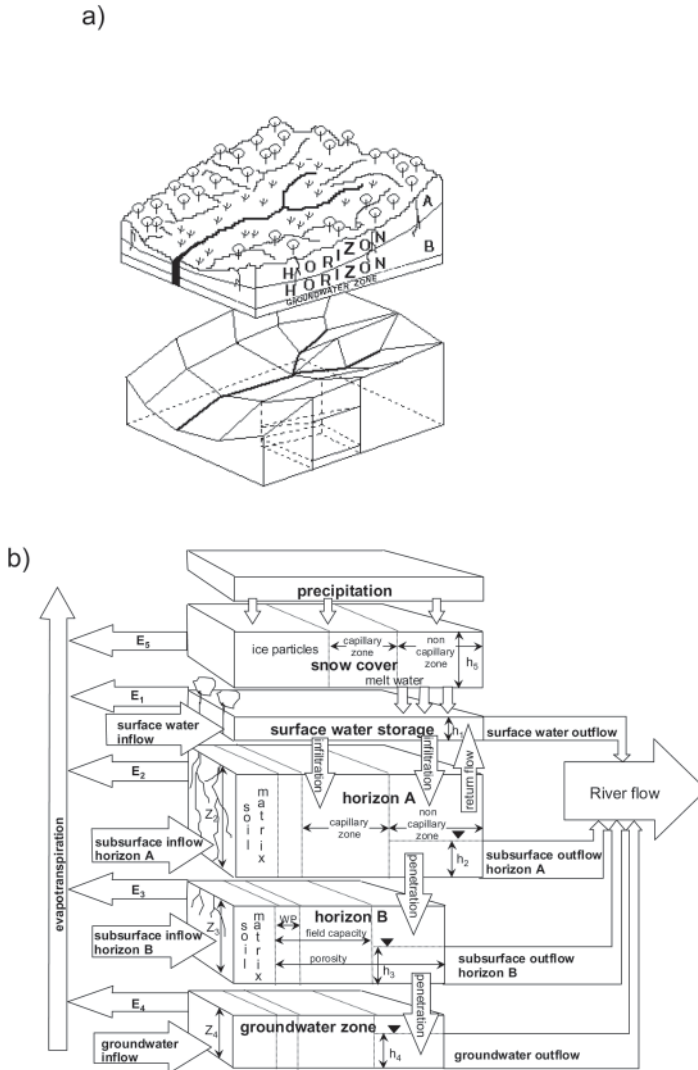 a)
A
B
HORIZON
HORIZON
GROUNDWATER ZONE
b)
precipitation
E5
ice particles
capillary
zone
non
capillary
zone
snow cover
h5
melt water
E1
surface water
inflow
surface water storage
h1
surface water outflow
E2
infiltration
infiltration
return flow
River flow
Z2
soil
matrix
horizon A
capillary
zone
non
capillary
zone
subsurface inflow
horizon A
h2
subsurface outflow
horizon A
evapotranspiration
E3
penetration
Z3
soil
matrix
horizon B
WP
field capacity
subsurface inflow
horizon B
porosity
h3
subsurface outflow
horizon B
E4
penetration
Z4
groundwater zone
groundwater
inflow
h4
groundwater outflow